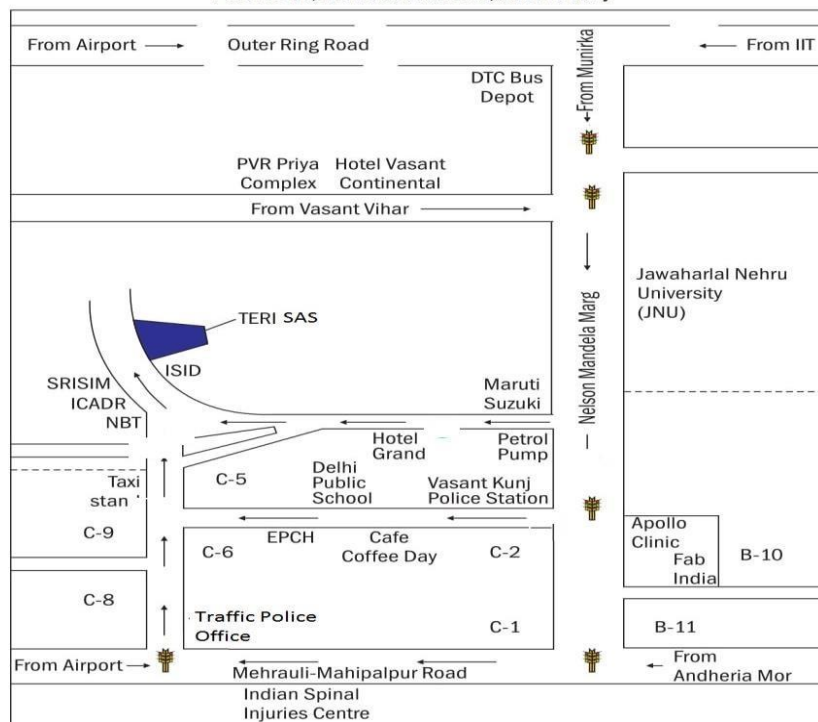 From Airport
Outer Ring Road
From Munirka
From IIT
DTC Bus
Depot
PVR Priya
Complex
Hotel Vasant
Continental
From Vasant Vihar
Jawaharlal Nehru
University
(JNU)
Nelson Mandela Marg
TERI SAS
ISID
SRISIM
ICADR
NBT
Maruti
Suzuki
Hotel
Grand
Petrol
Pump
Taxi
stan
C-5
Delhi
Public
School
Vasant Kunj
Police Station
C-9
C-6
EPCH
Cafe
Coffee Day
C-2
Apollo
Clinic
Fab
India
B-10
C-8
Traffic Police
Office
C-1
B-11
From Airport
Mehrauli-Mahipalpur Road
From
Andheria Mor
Indian Spinal
Injuries Centre